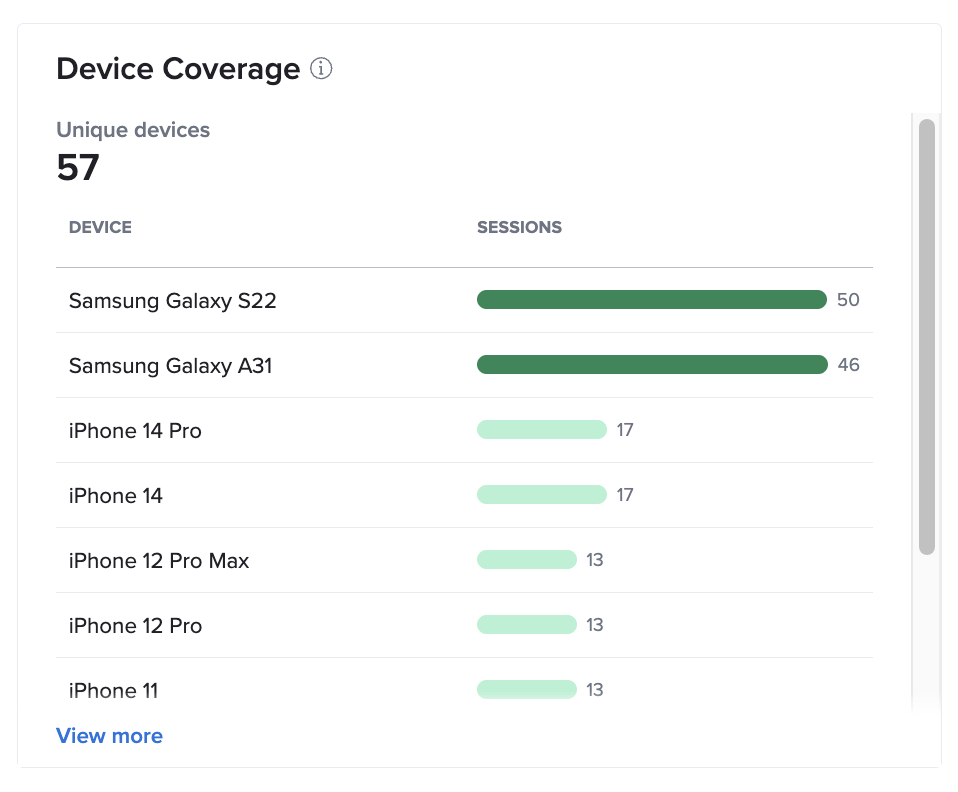 Device Coverage
Unique devices
57
DEVICE SESSIONS
Samsung Galaxy S22 50
Samsung Galaxy A31 46
iPhone 14 Pro 17
iPhone 14 17
iPhone 12 Pro Max 13
iPhone 12 Pro 13
iPhone 11 13
View more